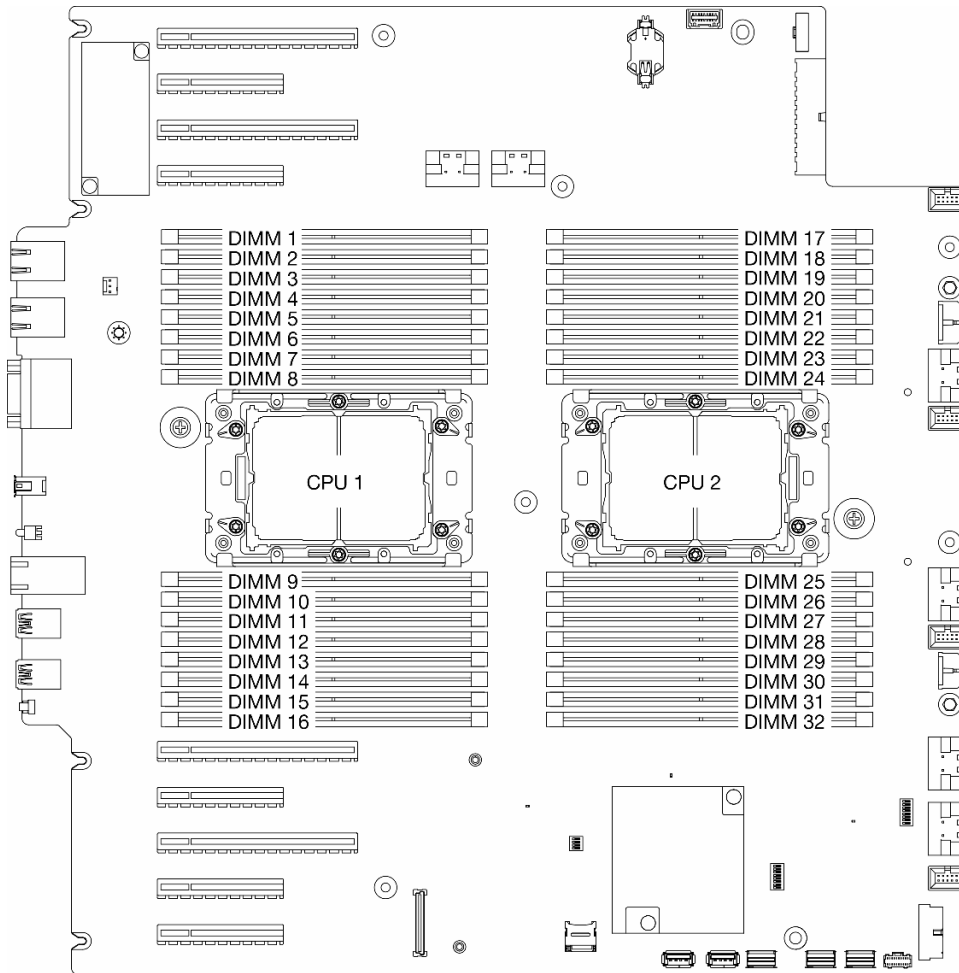 DIMM 1
DIMM 2
DIMM 3
DIMM 4
DIMM 5
DIMM 6
DIMM 7
DIMM 8
DIMM 17
DIMM 18
DIMM 19
DIMM 20
DIMM 21
DIMM 22
DIMM 23
DIMM 24
CPU 1
CPU 2
DIMM 9
DIMM 10
DIMM 11
DIMM 12
DIMM 13
DIMM 14
DIMM 15
DIMM 16
DIMM 25
DIMM 26
DIMM 27
DIMM 28
DIMM 29
DIMM 30
DIMM 31
DIMM 32